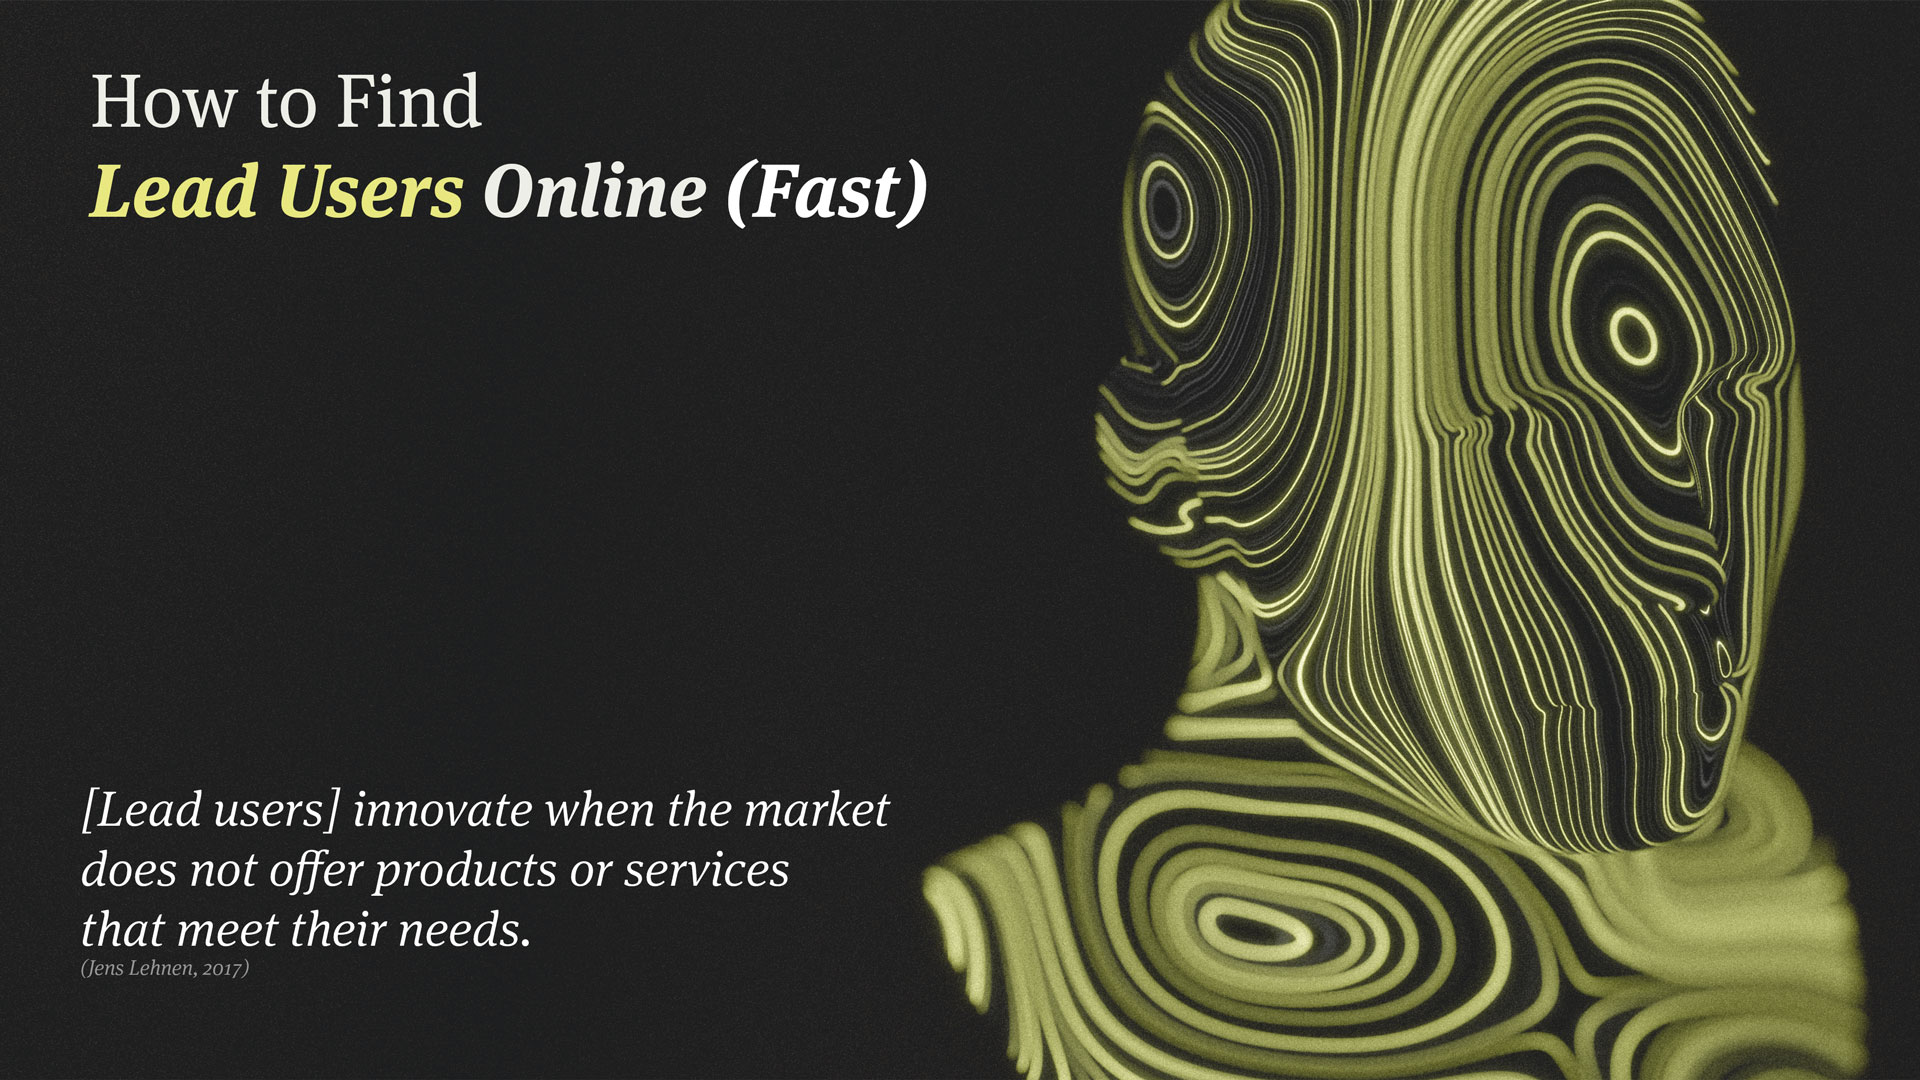 How to Find
Lead Users Online (Fast)
[Lead users] innovate when the market
does not offer products or services
that meet their needs.
(Jens Lehnen, 2017)